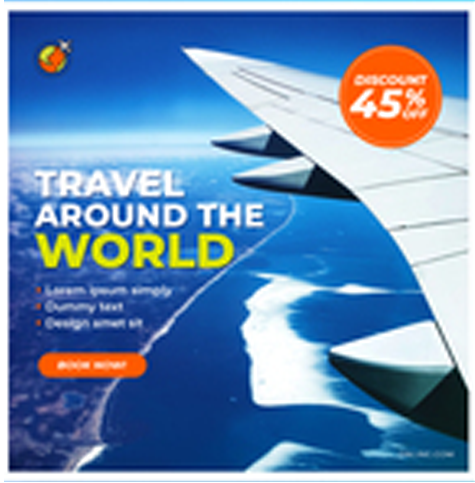 DISCOUNT
45%
OFF
TRAVEL
AROUND THE
WORLD
Lorem ipsum simply
Dummy text
Design amet sit
BOOK NOW!